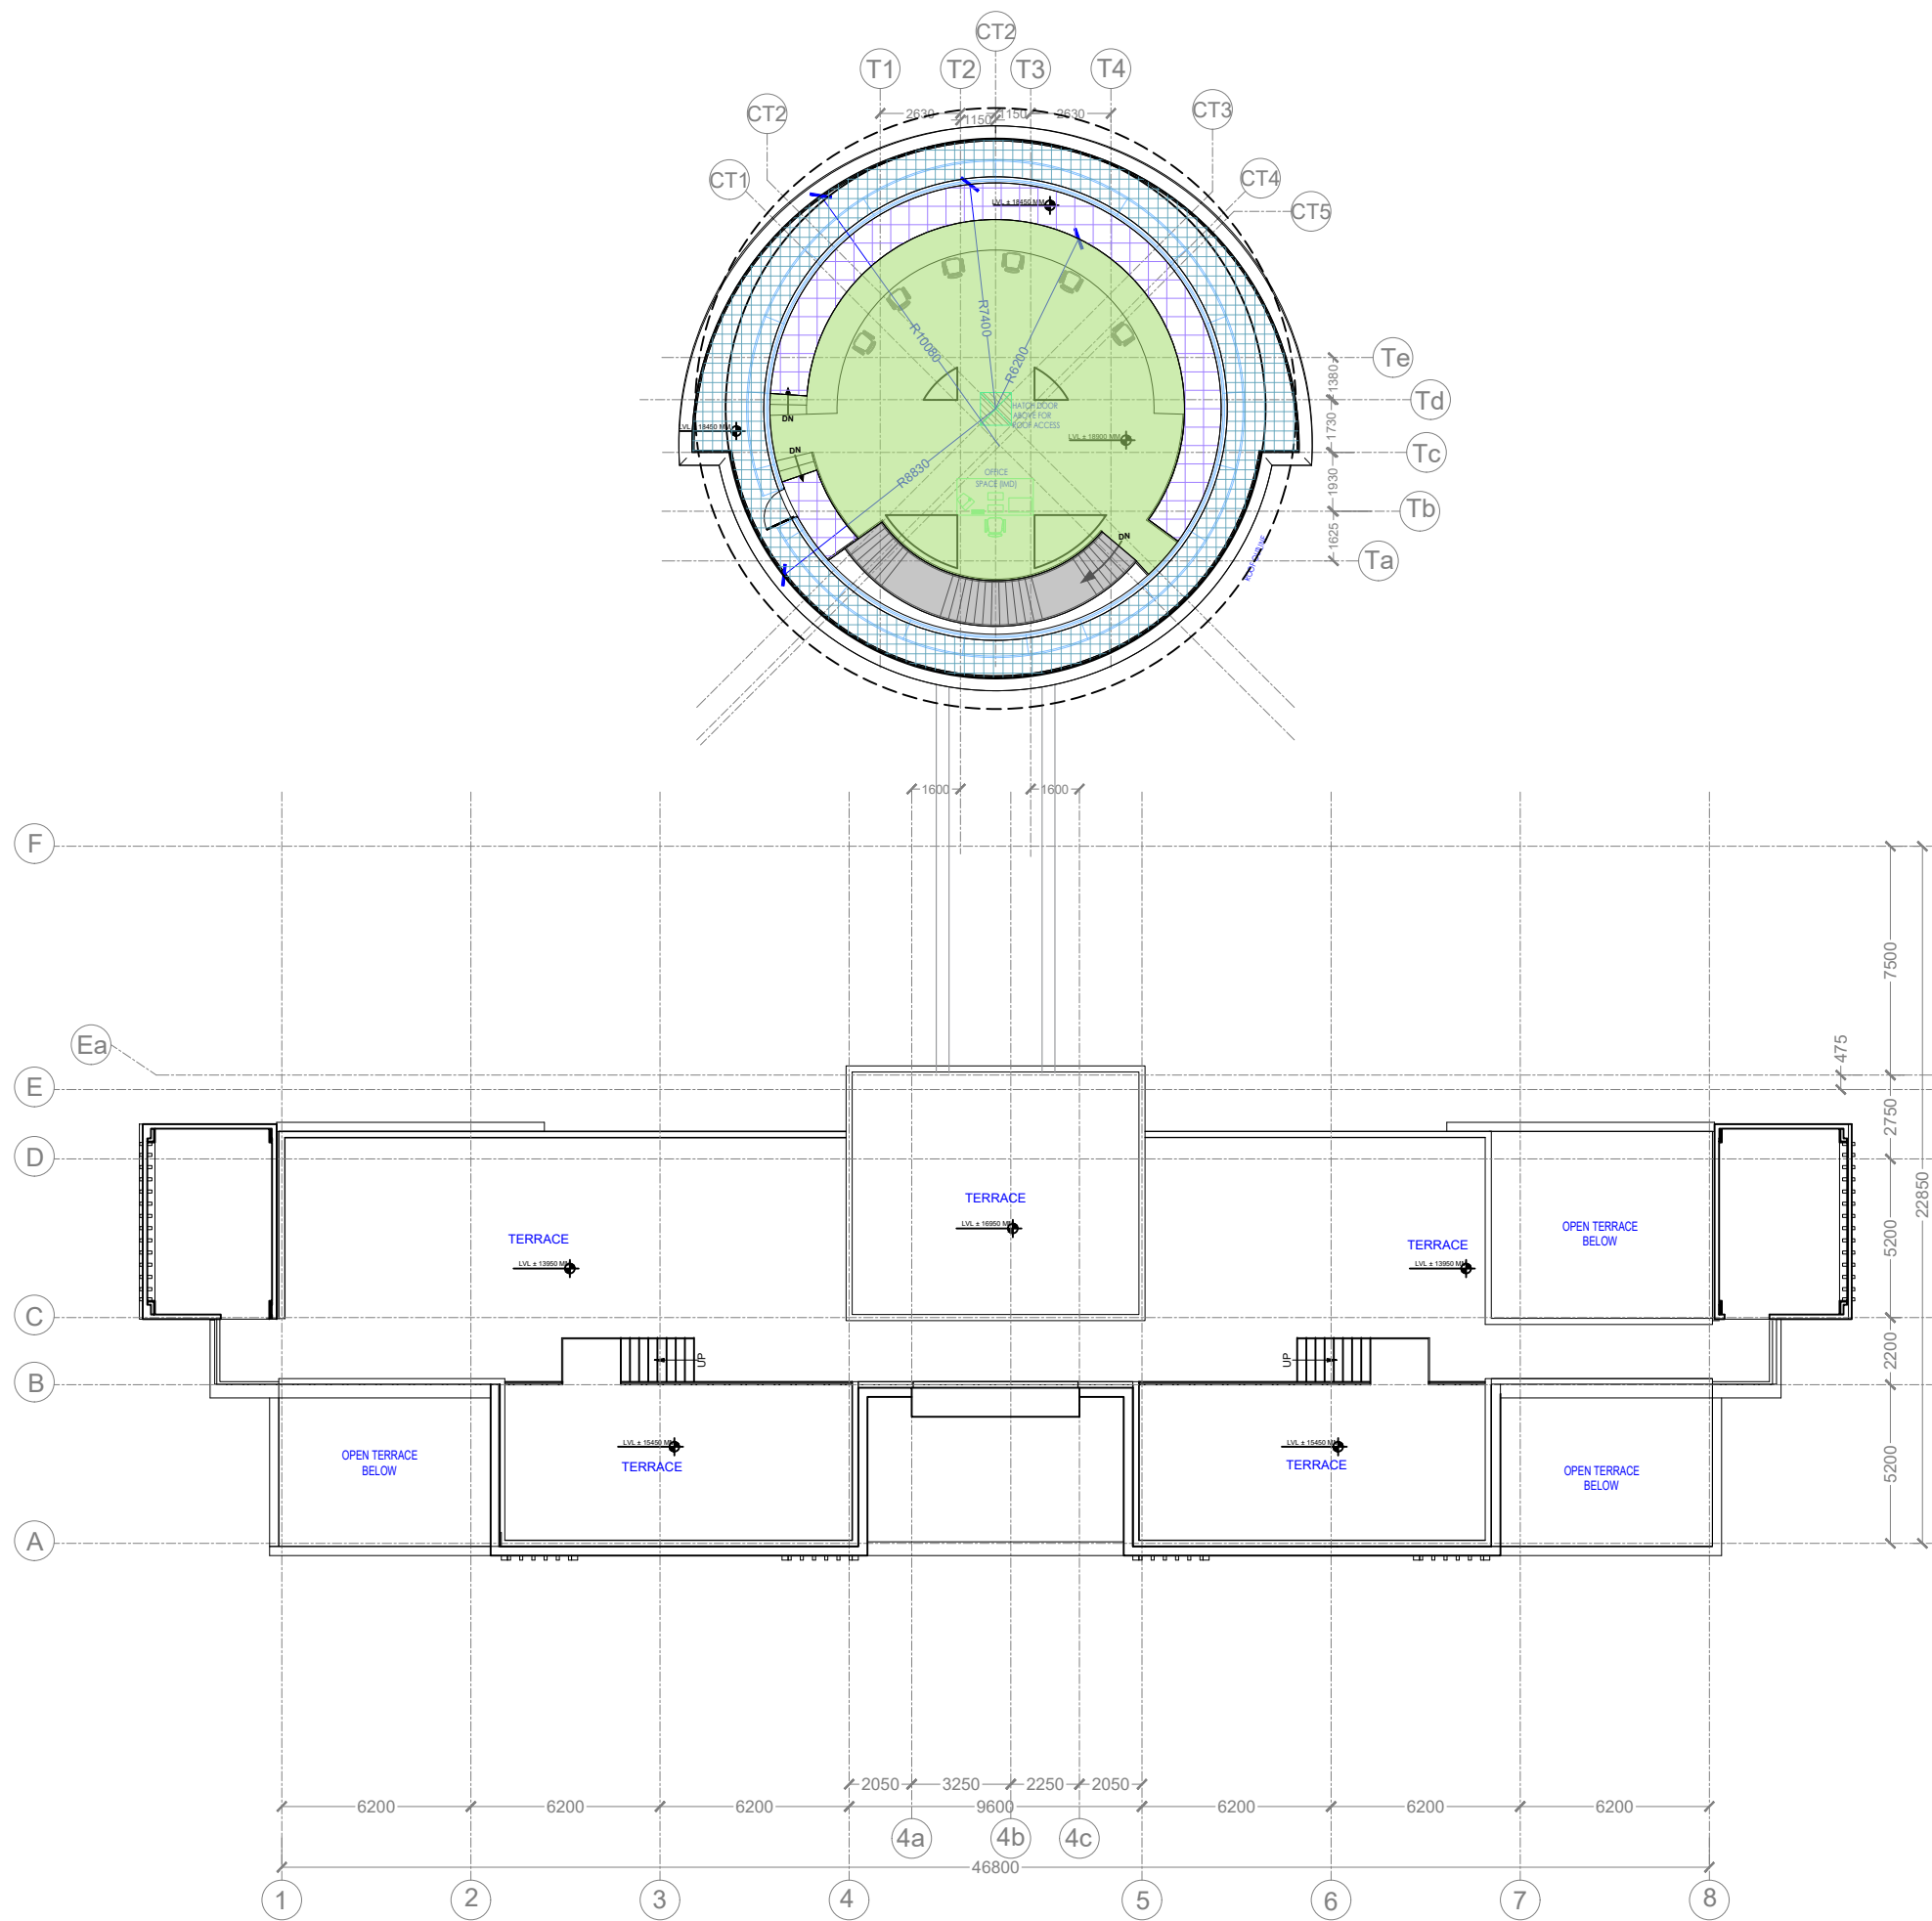 CT2
T1
T2
T3
T4
CT2
CT3
2630
1150
1150
2630
CT1
CT4
CT5
LVL ± 18450 MM
R10080
R7400
R6200
R8830
Te
1380
Td
1730
Tc
1930
Tb
1625
Ta
HATCH DOOR
ABOVE FOR
ROOF ACCESS
DN
LVL ± 18450 MM
LVL ± 18900 MM
DN
OFFICE
SPACE (MD)
DN
ROOF OUTLINE
1600
1600
F
7500
Ea
475
E
2750
D
22850
TERRACE
LVL ± 16950 MM
TERRACE
LVL ± 13950 MM
TERRACE
LVL ± 13950 MM
OPEN TERRACE
BELOW
5200
C
2200
UP
UP
B
OPEN TERRACE
BELOW
LVL ± 15450 MM
TERRACE
LVL ± 15450 MM
TERRACE
OPEN TERRACE
BELOW
5200
A
2050
3250
2250
2050
6200
6200
6200
9600
6200
6200
6200
4a
4b
4c
46800
1
2
3
4
5
6
7
8